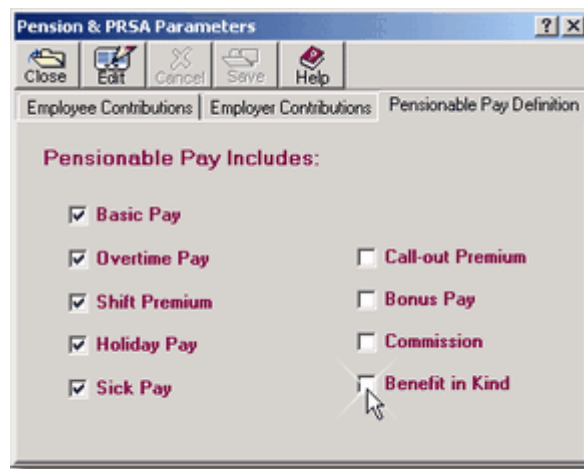 Pension & PRSA Parameters
Close Edit Cancel Save Help
Employee Contributions Employer Contributions Pensionable Pay Definition
Pensionable Pay Includes:
Basic Pay
Overtime Pay Call-out Premium
Shift Premium Bonus Pay
Holiday Pay Commission
Sick Pay Benefit in Kind